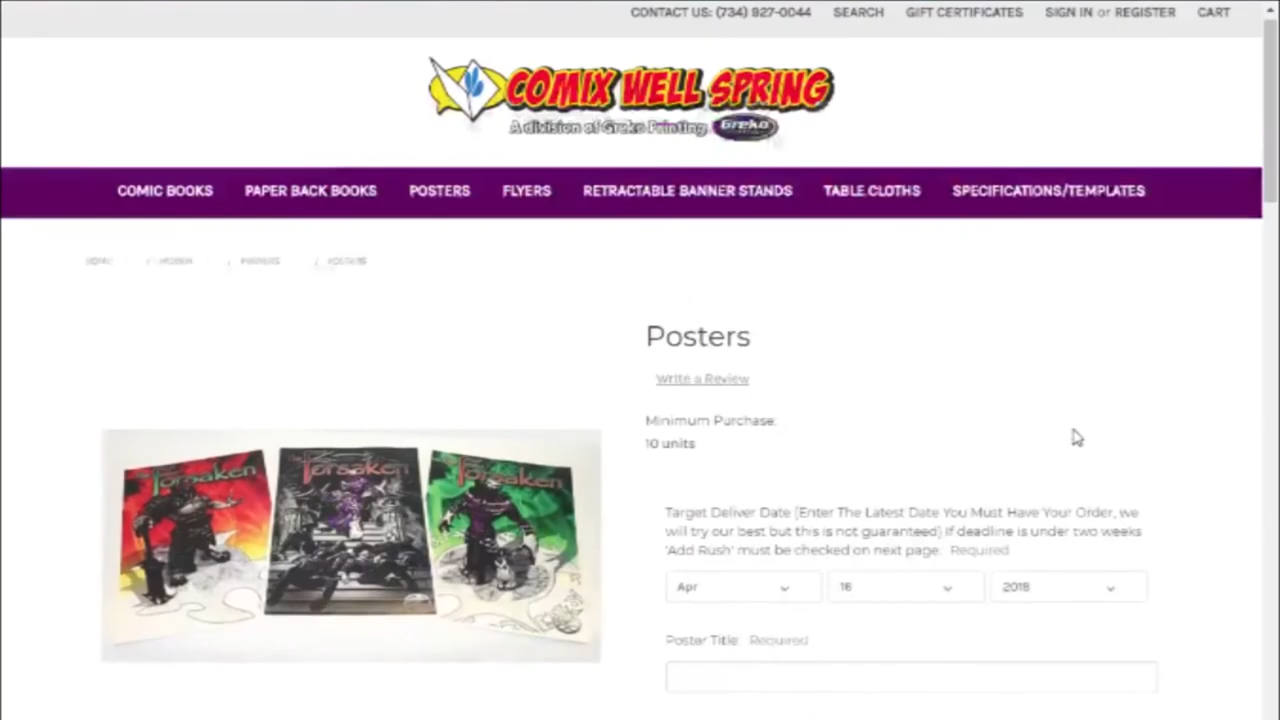 CONTACT US: (734) 927-0044 SEARCH GIFT CERTIFICATES SIGN IN or REGISTER CART
COMIX WELL SPRING
A division of Greko Printing Greko
COMIC BOOKS PAPER BACK BOOKS POSTERS FLYERS RETRACTABLE BANNER STANDS TABLE CLOTHS SPECIFICATIONS/TEMPLATES
HOME / / POSTERS / POSTERS
Posters
Write a Review
Minimum Purchase:
10 units
Forsaken Forsaken Forsaken
Target Deliver Date (Enter The Latest Date You Must Have Your Order, we
will try our best but this is not guaranteed) If deadline is under two weeks
'Add Rush' must be checked on next page. Required
Apr 16 2018
Poster Title: Required